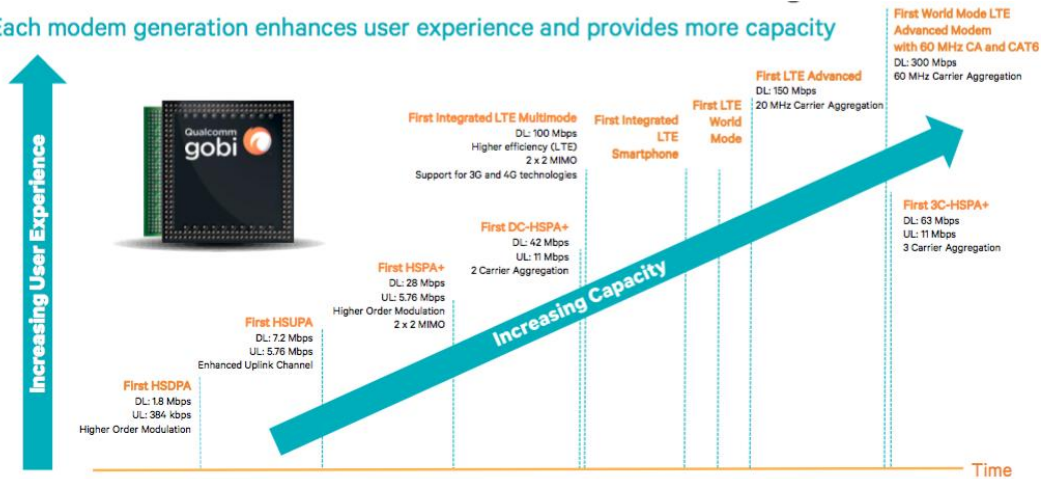 Each modem generation enhances user experience and provides more capacity
Increasing User Experience
Qualcomm
gobi
First HSDPA
DL: 1.8 Mbps
UL: 384 kbps
Higher Order Modulation
First HSUPA
DL: 7.2 Mbps
UL: 5.76 Mbps
Enhanced Uplink Channel
First HSPA+
DL: 28 Mbps
UL: 5.76 Mbps
Higher Order Modulation
2 x 2 MIMO
First DC-HSPA+
DL: 42 Mbps
UL: 11 Mbps
2 Carrier Aggregation
First Integrated LTE Multimode
DL: 100 Mbps
Higher efficiency (LTE)
2 x 2 MIMO
Support for 3G and 4G technologies
First Integrated
LTE
Smartphone
First LTE
World
Mode
First LTE Advanced
DL: 150 Mbps
20 MHz Carrier Aggregation
First World Mode LTE
Advanced Modem
with 60 MHz CA and CAT6
DL: 300 Mbps
60 MHz Carrier Aggregation
First 3C-HSPA+
DL: 63 Mbps
UL: 11 Mbps
3 Carrier Aggregation
Increasing Capacity
Time